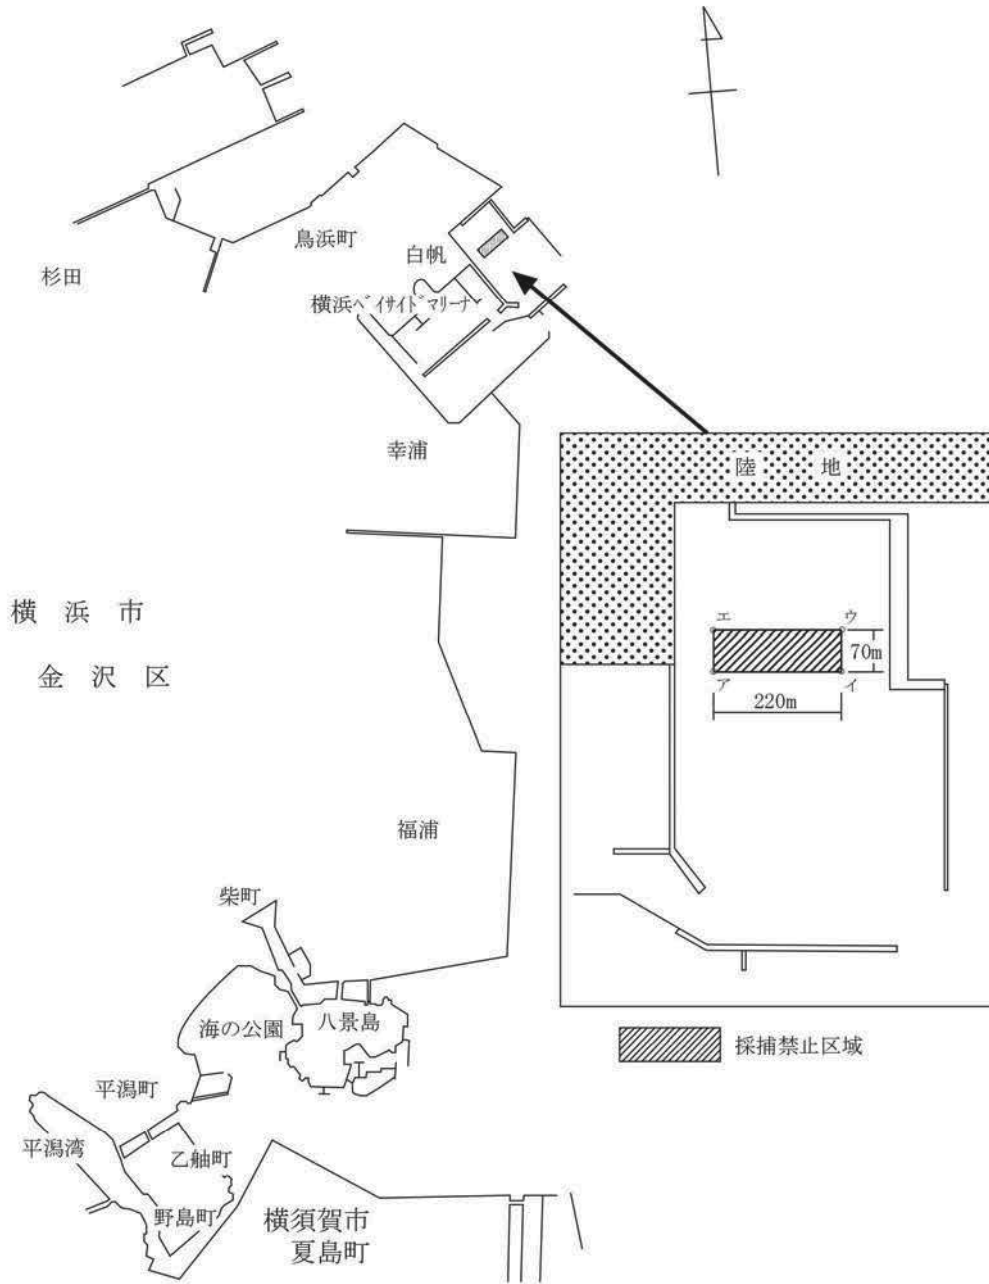 鳥浜町
杉田
白帆
横浜ベイサイドマリーナ
幸浦
陸 地
横 浜 市
金 沢 区
エ
ウ
70m
ア
イ
220m
福浦
柴町
海の公園
八景島
採捕禁止区域
平潟町
平潟湾
乙舳町
野島町
横須賀市
夏島町